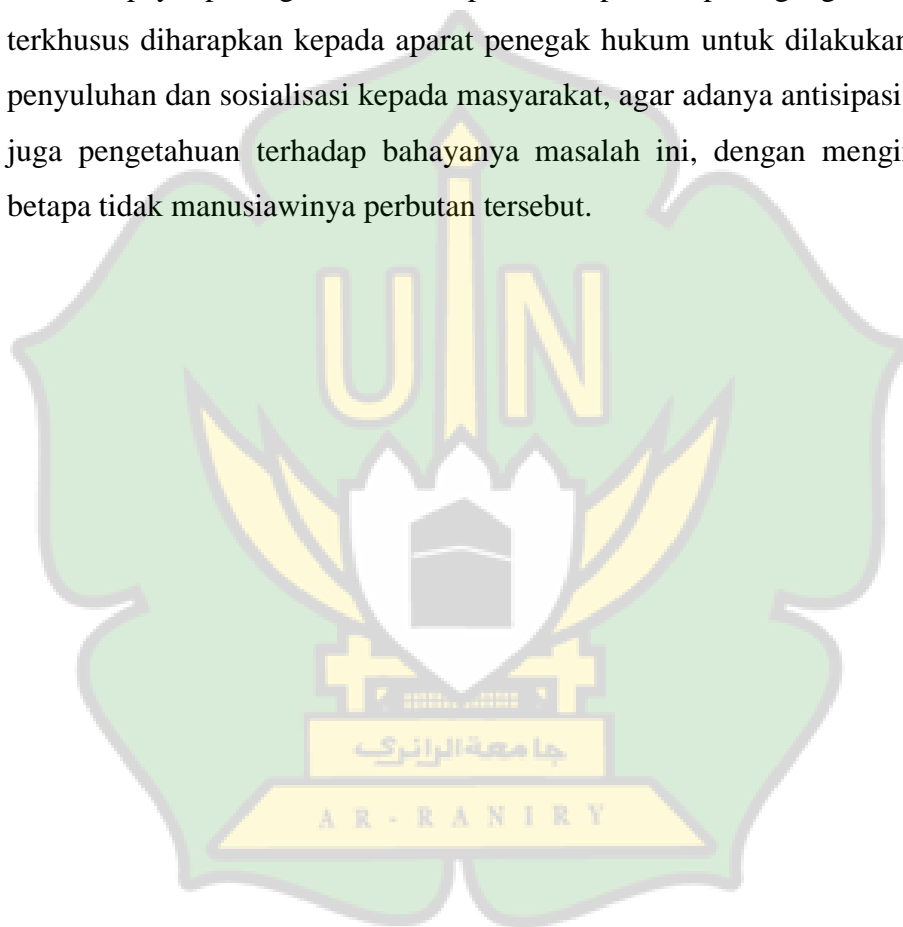 terkhusus diharapkan kepada aparat penegak hukum untuk dilakukan
penyuluhan dan sosialisasi kepada masyarakat, agar adanya antisipasi
juga pengetahuan terhadap bahayanya masalah ini, dengan
betapa tidak manusiawinya perbutan tersebut.
UIN
جامعة الرانري
AR-RANIRY